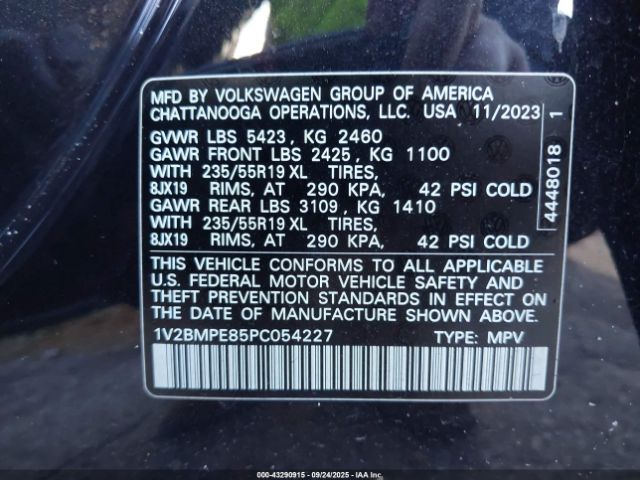 MFD BY VOLKSWAGEN GROUP OF AMERICA
CHATTANOOGA OPERATIONS, LLC. USA 11/2023
GVWR LBS 5423, KG 2460
GAWR FRONT LBS 2425, KG 1100
WITH 235/55R19 XL TIRES,
8JX19 RIMS, AT 290 KPA, 42 PSI COLD
GAWR REAR LBS 3109, KG 1410
WITH 235/55R19 XL TIRES,
8JX19 RIMS, AT 290 KPA, 42 PSI COLD
THIS VEHICLE CONFORMS TO ALL APPLICABLE
U.S. FEDERAL MOTOR VEHICLE SAFETY AND
THEFT PREVENTION STANDARDS IN EFFECT ON
THE DATE OF MANUFACTURE SHOWN ABOVE.
1V2BMPE85PC054227 TYPE: MPV
4448018 1
000-43290915 - 09/24/2025 - IAAI.COM